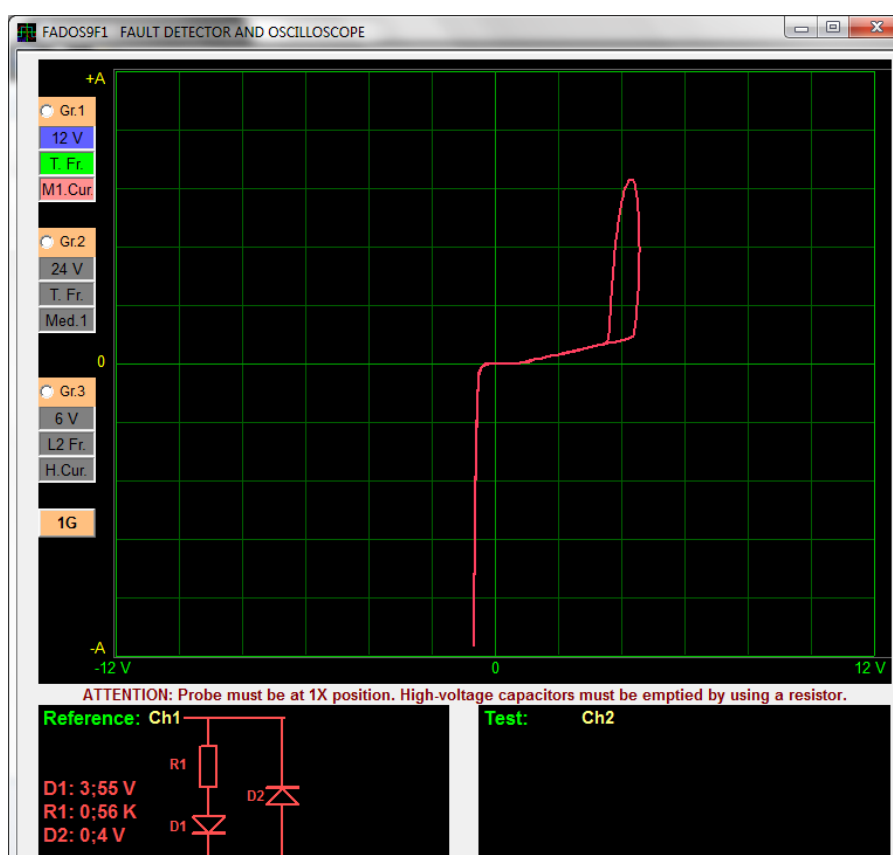 FADOS9F1 FAULT DETECTOR AND OSCILLOSCOPE
+A
Gr.1
12 V
T. Fr.
M1.Cur.
Gr.2
24 V
T. Fr.
Med.1
0
Gr.3
6 V
L2 Fr.
H.Cur.
1G
-A
-12 V 0 12 V
ATTENTION: Probe must be at 1X position. High-voltage capacitors must be emptied by using a resistor.
Reference: Ch1
R1
D1: 3;55 V
R1: 0;56 K
D2: 0;4 V
D2
D1
Test: Ch2